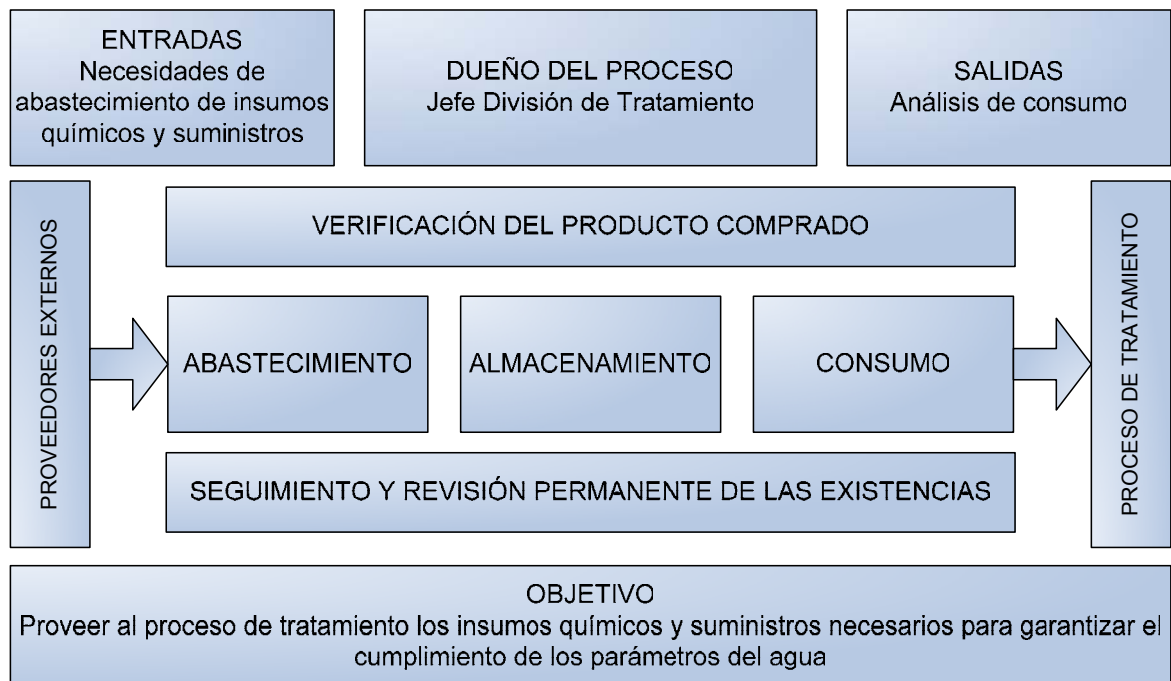 ENTRADAS
Necesidades de
abastecimiento de insumos
químicos y suministros
DUEÑO DEL PROCESO
Jefe División de Tratamiento
SALIDAS
Análisis de consumo
PROVEEDORES EXTERNOS
VERIFICACIÓN DEL PRODUCTO COMPRADO
ABASTECIMIENTO
ALMACENAMIENTO
CONSUMO
SEGUIMIENTO Y REVISIÓN PERMANENTE DE LAS EXISTENCIAS
PROCESO DE TRATAMIENTO
OBJETIVO
Proveer al proceso de tratamiento los insumos químicos y suministros necesarios para garantizar el
cumplimiento de los parámetros del agua